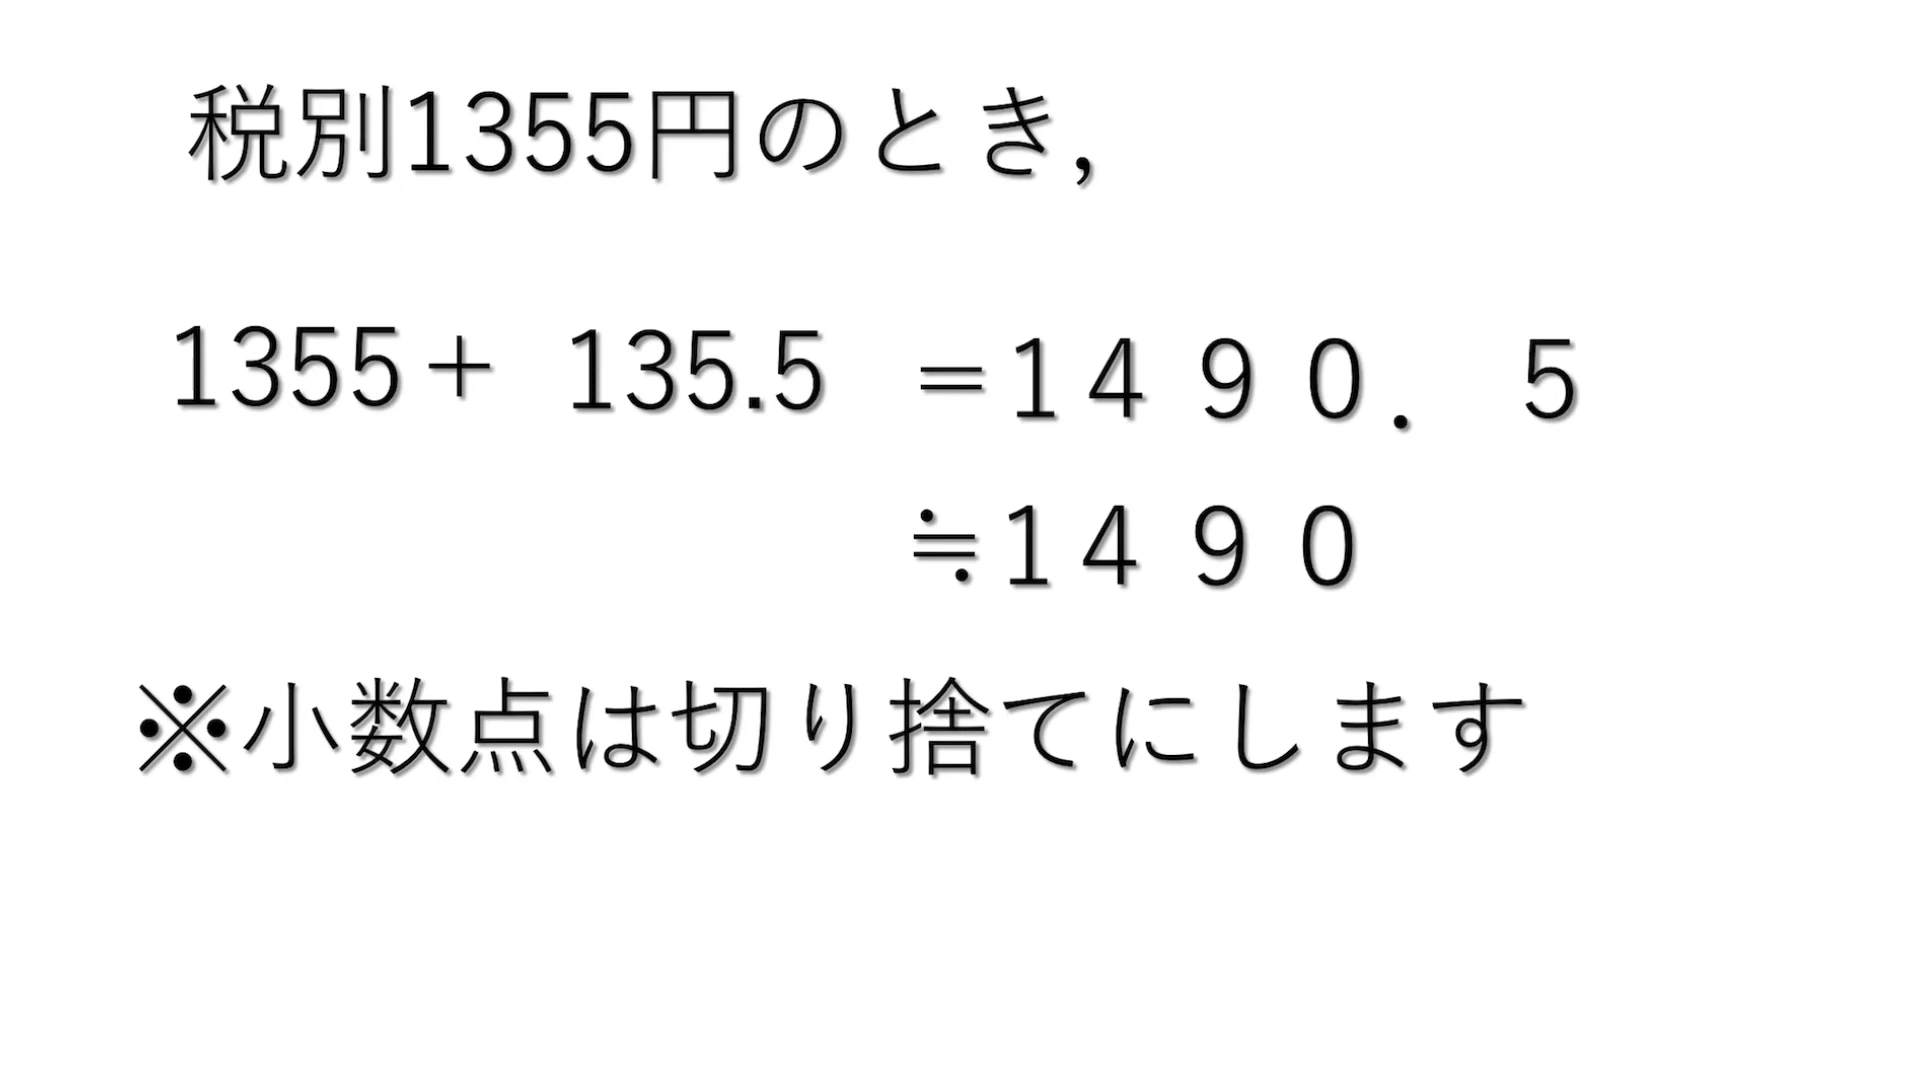 税別1355円のとき,
1355＋ 135.5 ＝1４９０. ５
≒1４９０
※小数点は切り捨てにします